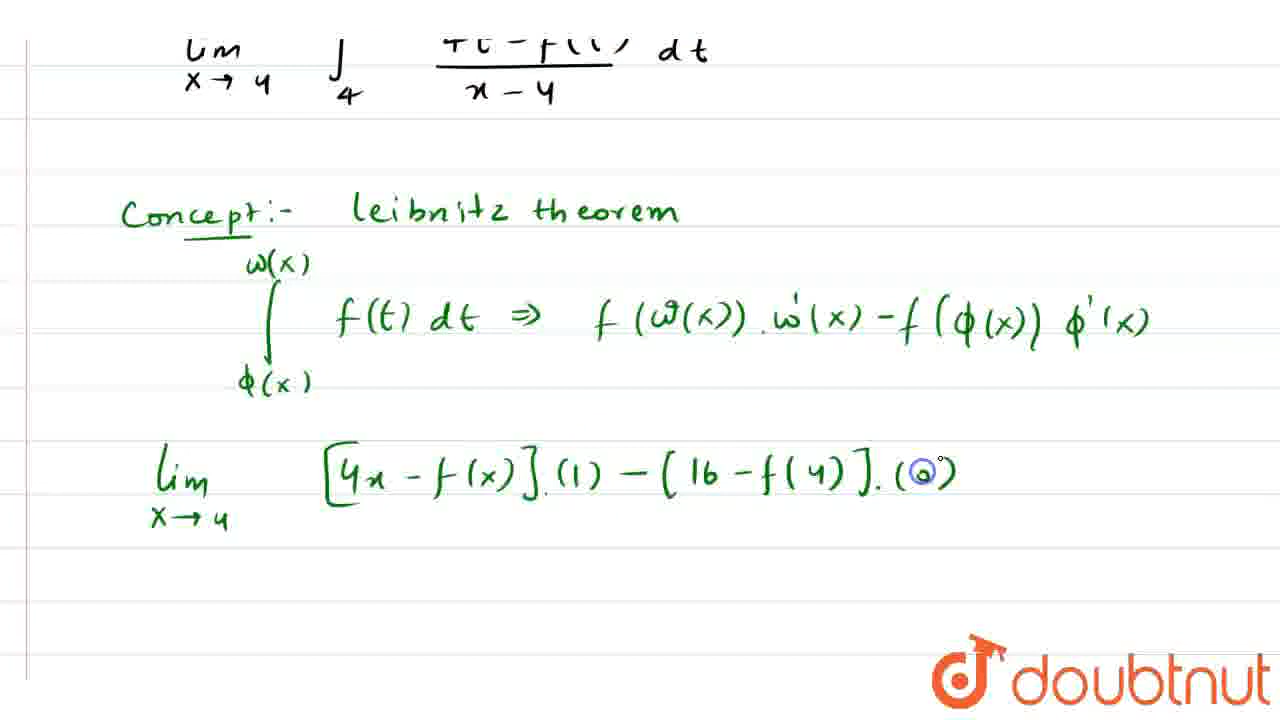 lim
x → 4 ∫ 4 4t - f(t) / x - 4 dt
Concept:- leibnitz theorem
ω(x)
∫ f(t) dt ⇒ f(ω(x)).ω'(x) - f(ϕ(x)) ϕ'(x)
ϕ(x)
lim [4x - f(x)].(1) - [16 - f(4)].(0)
x → 4
doubtnut